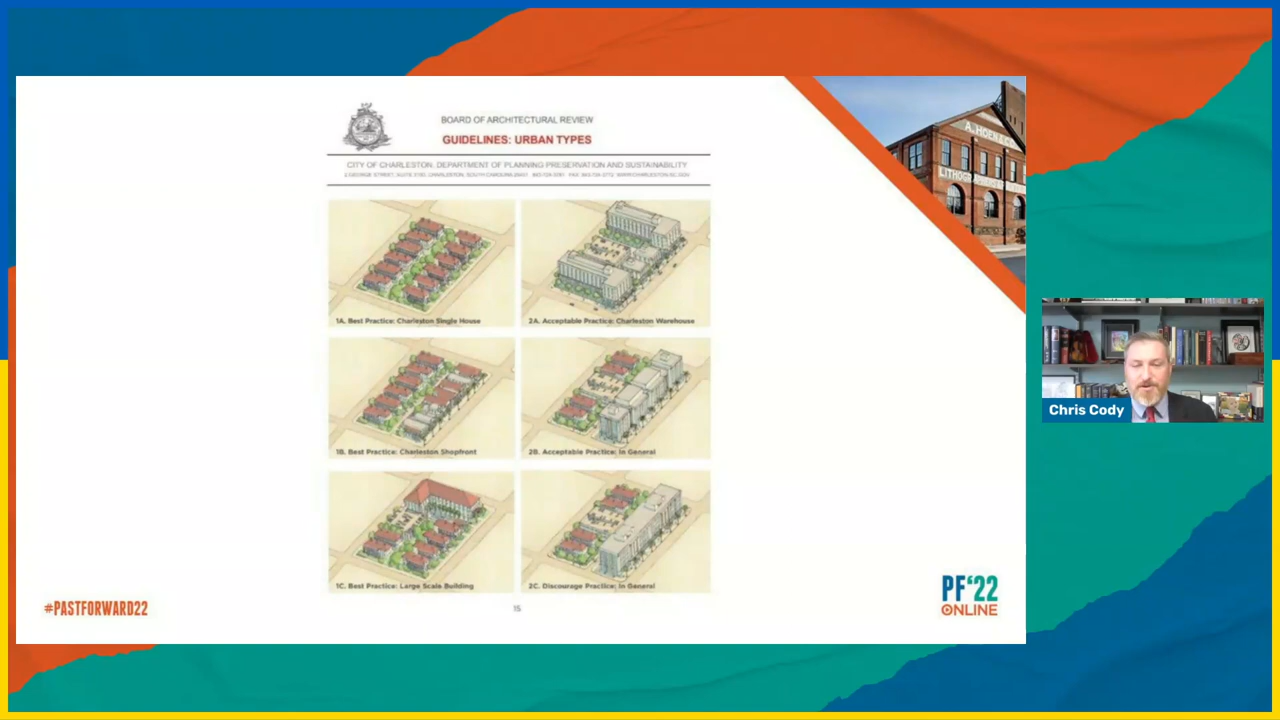 BOARD OF ARCHITECTURAL REVIEW
GUIDELINES: URBAN TYPES
CITY OF CHARLESTON, DEPARTMENT OF PLANNING PRESERVATION AND SUSTAINABILITY
1A. Best Practice: Charleston Single House
2A. Acceptable Practice: Charleston Warehouse
1B. Best Practice: Charleston Shopfront
2B. Acceptable Practice: In General
1C. Best Practice: Large Scale Building
2C. Discourage Practice: In General
15
A. HOEN & CO.
#PASTFORWARD22
PF'22
ONLINE
Chris Cody